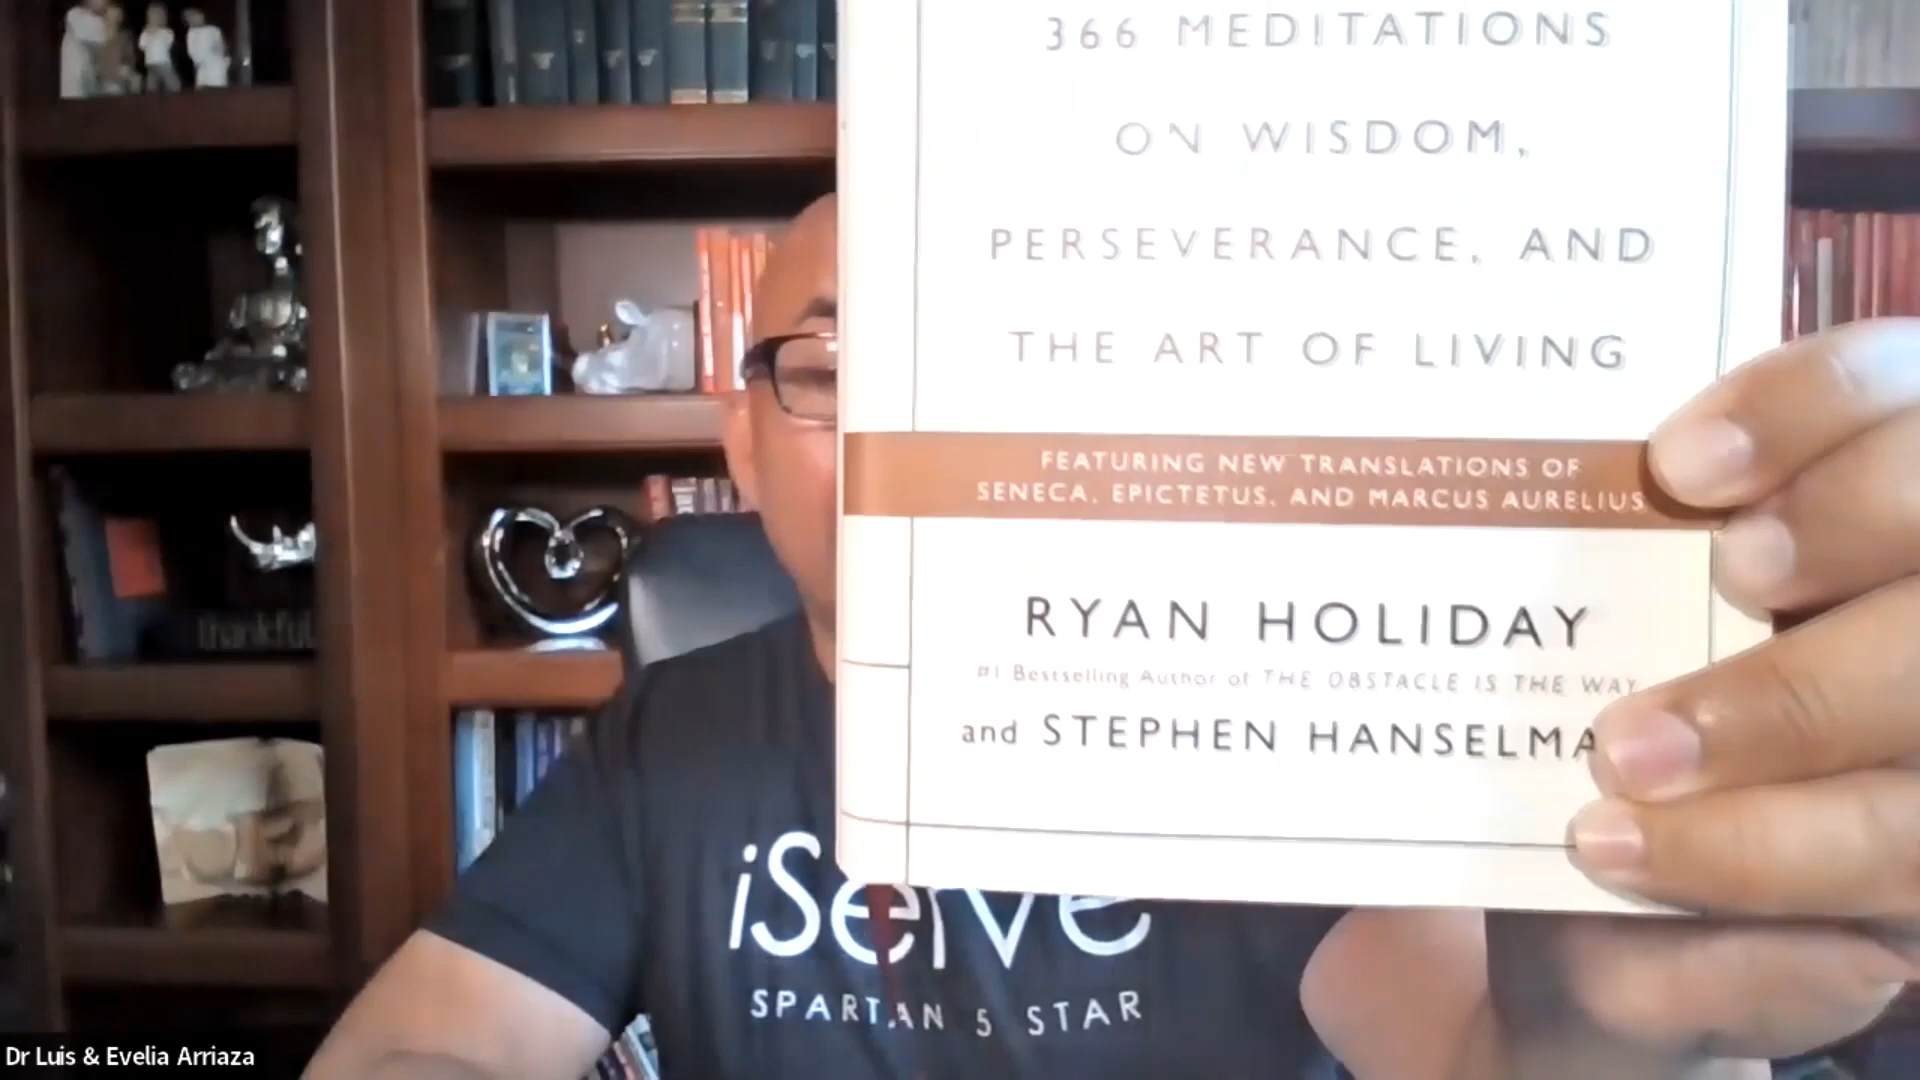 366 MEDITATIONS
ON WISDOM,
PERSEVERANCE, AND
THE ART OF LIVING
FEATURING NEW TRANSLATIONS OF
SENECA, EPICTETUS, AND MARCUS AURELIUS
RYAN HOLIDAY
#1 Bestselling Author of THE OBSTACLE IS THE WAY
and STEPHEN HANSELMA
thankful
iServe
SPARTAN 5 STAR
Dr Luis & Evelia Arriaza